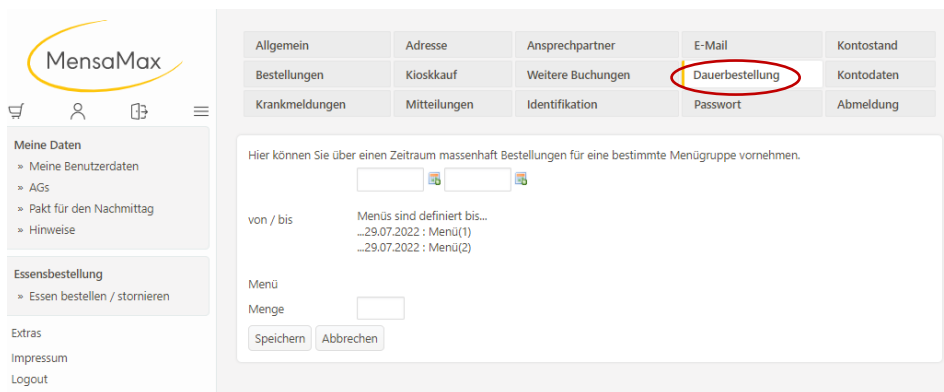 MensaMax
Meine Daten
» Meine Benutzerdaten
» AGs
» Pakt für den Nachmittag
» Hinweise
Essensbestellung
» Essen bestellen / stornieren
Extras
Impressum
Logout
Allgemein Adresse Ansprechpartner E-Mail Kontostand
Bestellungen Kioskkauf Weitere Buchungen Dauerbestellung Kontodaten
Krankmeldungen Mitteilungen Identifikation Passwort Abmeldung
Hier können Sie über einen Zeitraum massenhaft Bestellungen für eine bestimmte Menügruppe vornehmen.
von / bis
Menüs sind definiert bis...
...29.07.2022 : Menü(1)
...29.07.2022 : Menü(2)
Menü
Menge
Speichern Abbrechen